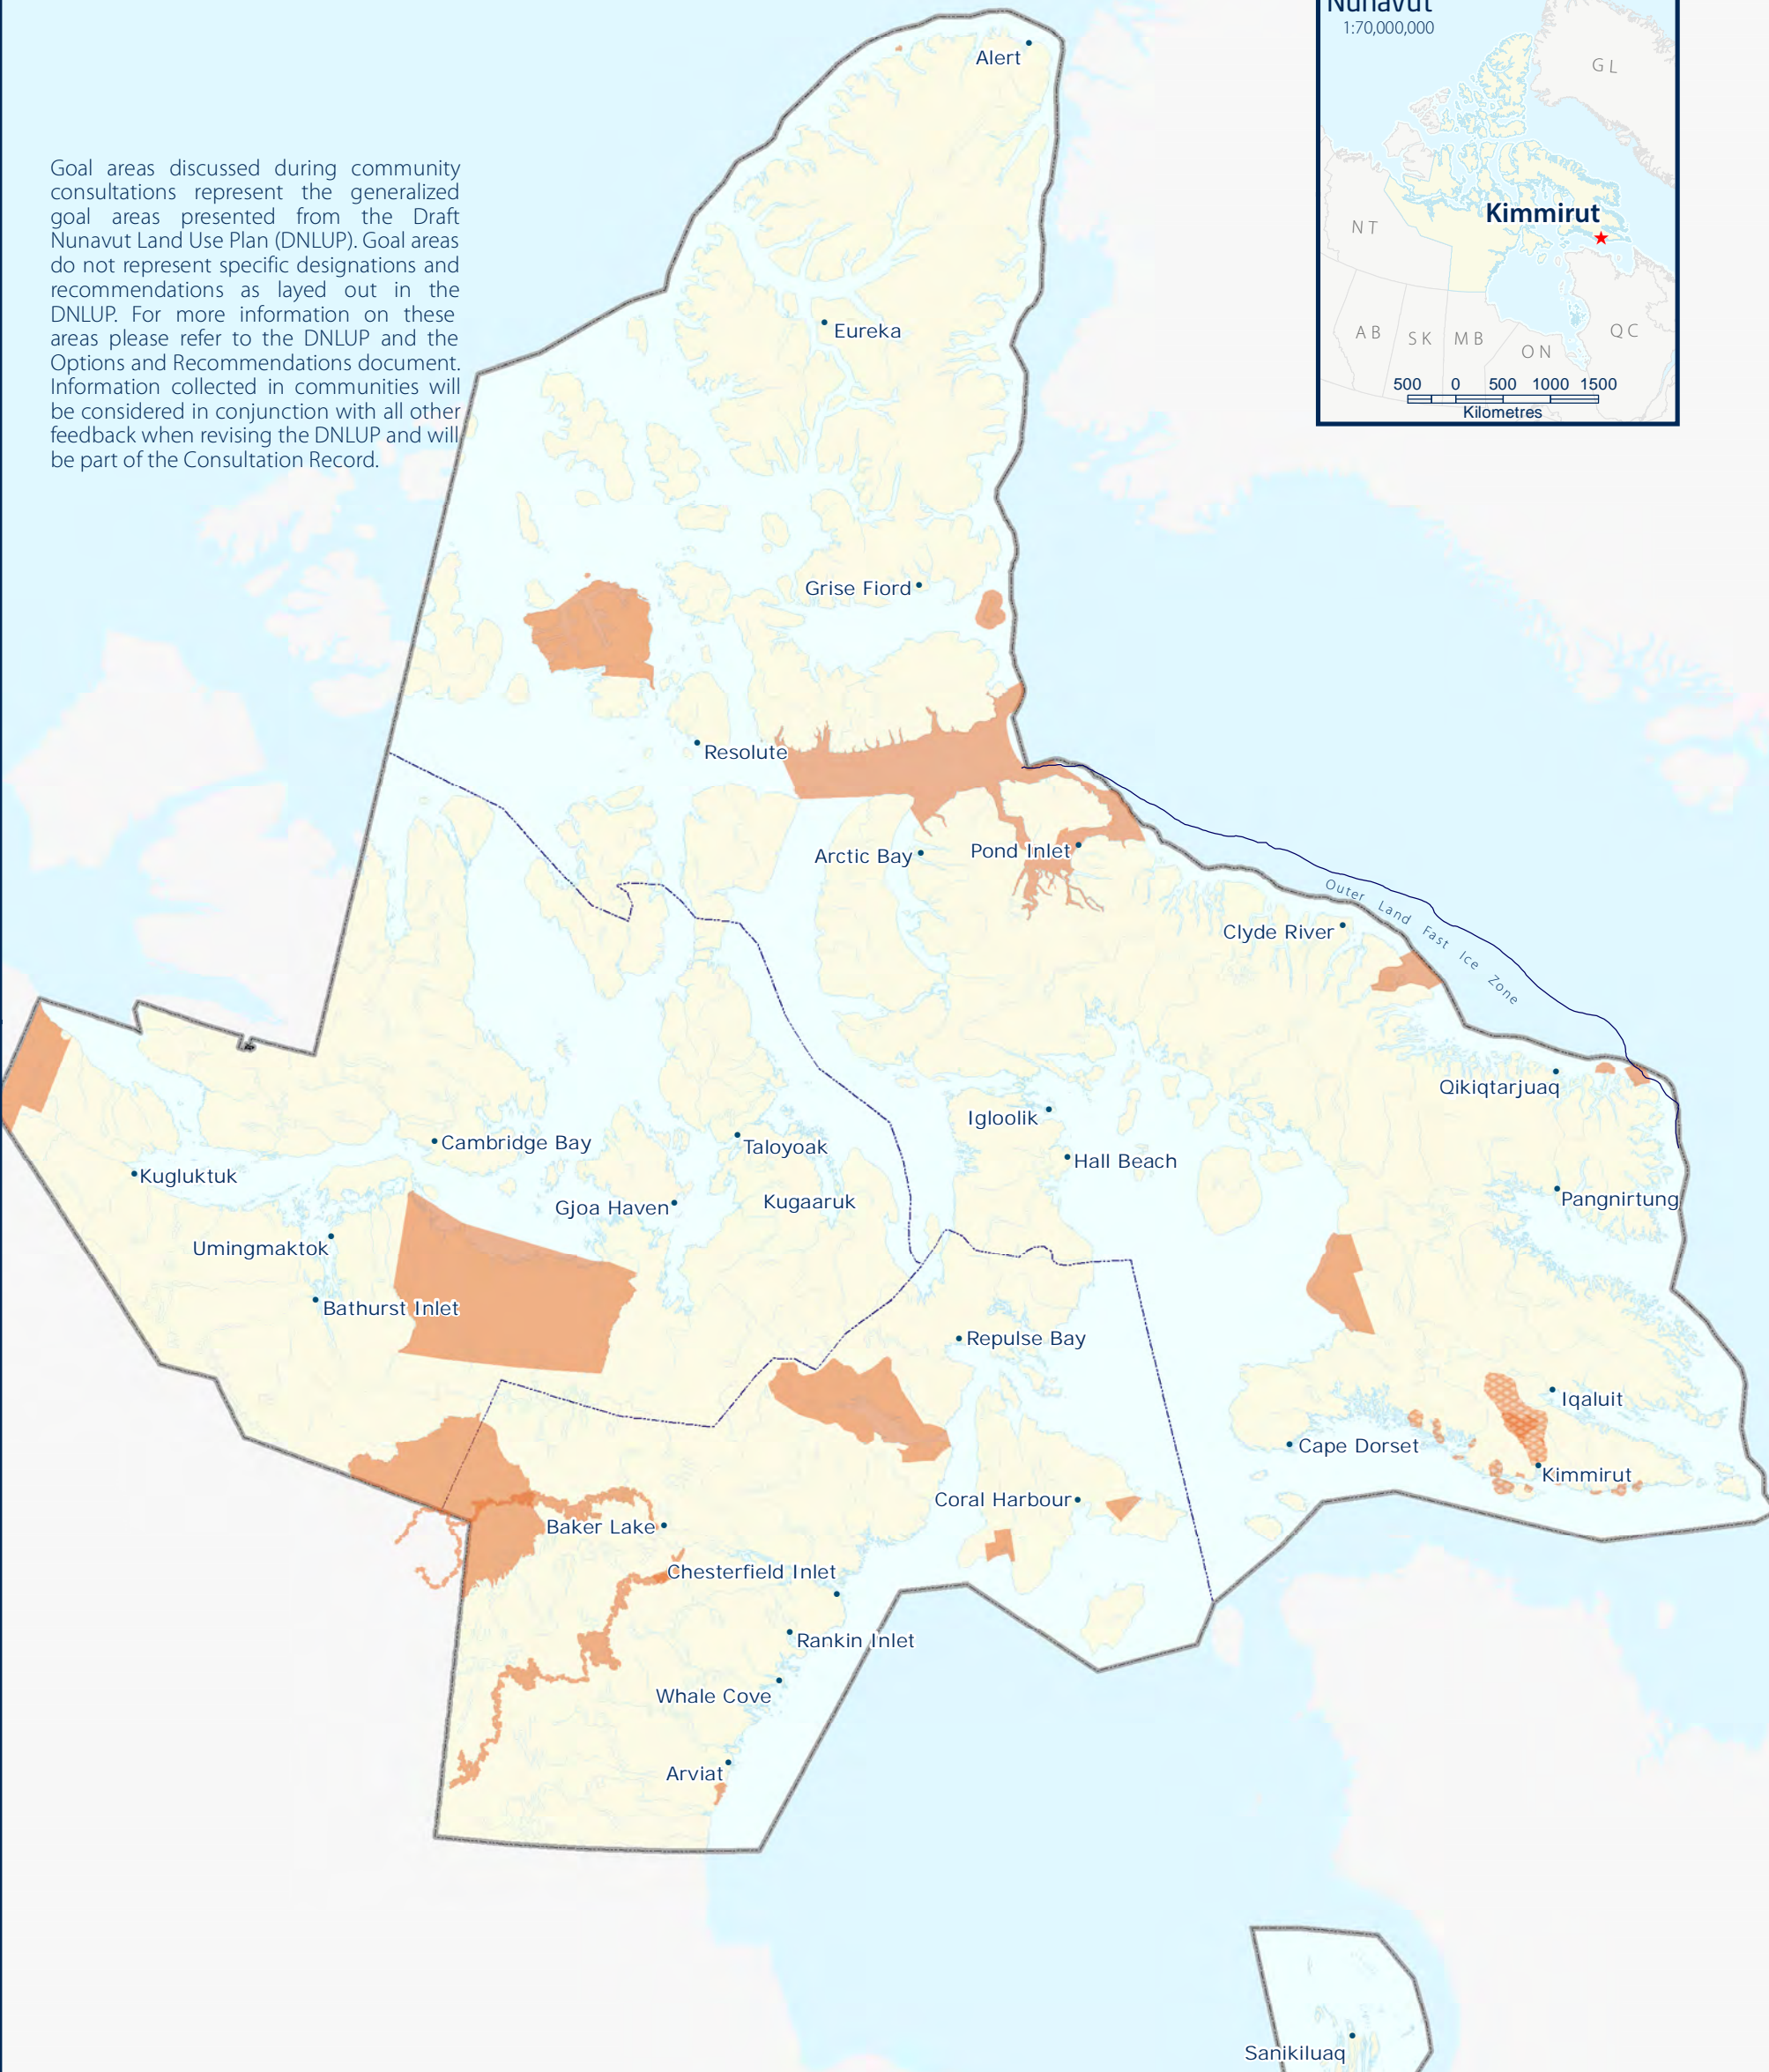 Nunavut
1:70,000,000
GL
Kimmirut
NT
AB
SK
MB
ON
QC
500 0 500 1000 1500
Kilometres
Goal areas discussed during community
consultations represent the generalized
goal areas presented from the Draft
Nunavut Land Use Plan (DNLUP). Goal areas
do not represent specific designations and
recommendations as layed out in the
DNLUP. For more information on these
areas please refer to the DNLUP and the
Options and Recommendations document.
Information collected in communities will
be considered in conjunction with all other
feedback when revising the DNLUP and will
be part of the Consultation Record.
Alert
Eureka
Grise Fiord
Resolute
Arctic Bay
Pond Inlet
Outer Land Fast Ice Zone
Clyde River
Qikiqtarjuaq
Igloolik
Cambridge Bay
Taloyoak
Hall Beach
Kugluktuk
Gjoa Haven
Kugaaruk
Pangnirtung
Umingmaktok
Bathurst Inlet
Repulse Bay
Iqaluit
Cape Dorset
Kimmirut
Coral Harbour
Baker Lake
Chesterfield Inlet
Rankin Inlet
Whale Cove
Arviat
Sanikiluaq